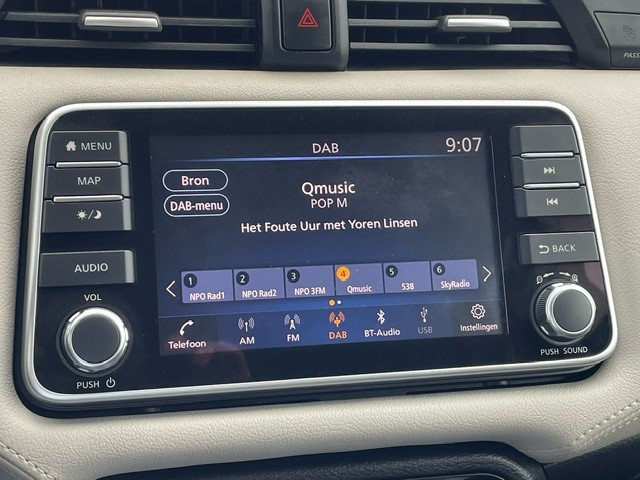 PASS
MENU
MAP
AUDIO
VOL
PUSH
DAB
9:07
Bron
DAB-menu
Qmusic
POP M
Het Foute Uur met Yoren Linsen
1 NPO Rad1
2 NPO Rad2
3 NPO 3FM
4 Qmusic
5 538
6 SkyRadio
Telefoon
AM
FM
DAB
BT-Audio
USB
Instellingen
BACK
PUSH SOUND